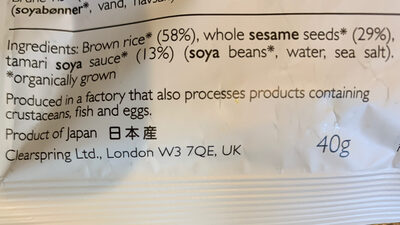 (soyabønner*, vand, havsalt
Ingredients: Brown rice* (58%), whole sesame seeds* (29%),
tamari soya sauce* (13%) (soya beans*, water, sea salt).
*organically grown
Produced in a factory that also processes products containing
crustaceans, fish and eggs.
Product of Japan 日本産
Clearspring Ltd., London W3 7QE, UK 40g